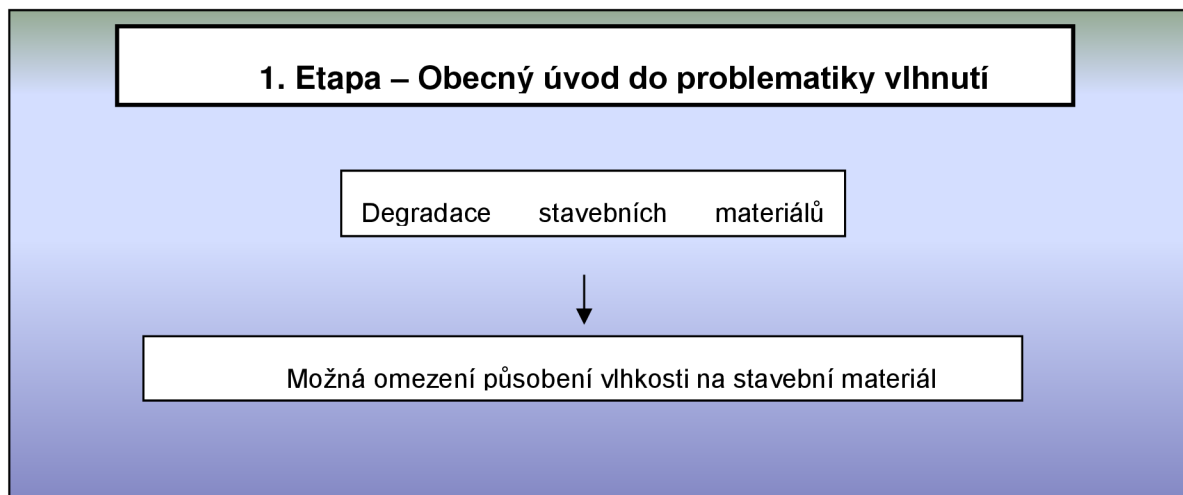 1. Etapa – Obecný úvod do problematiky vlhnutí
Degradace stavebních materiálů
Možná omezení působení vlhkosti na stavební materiál